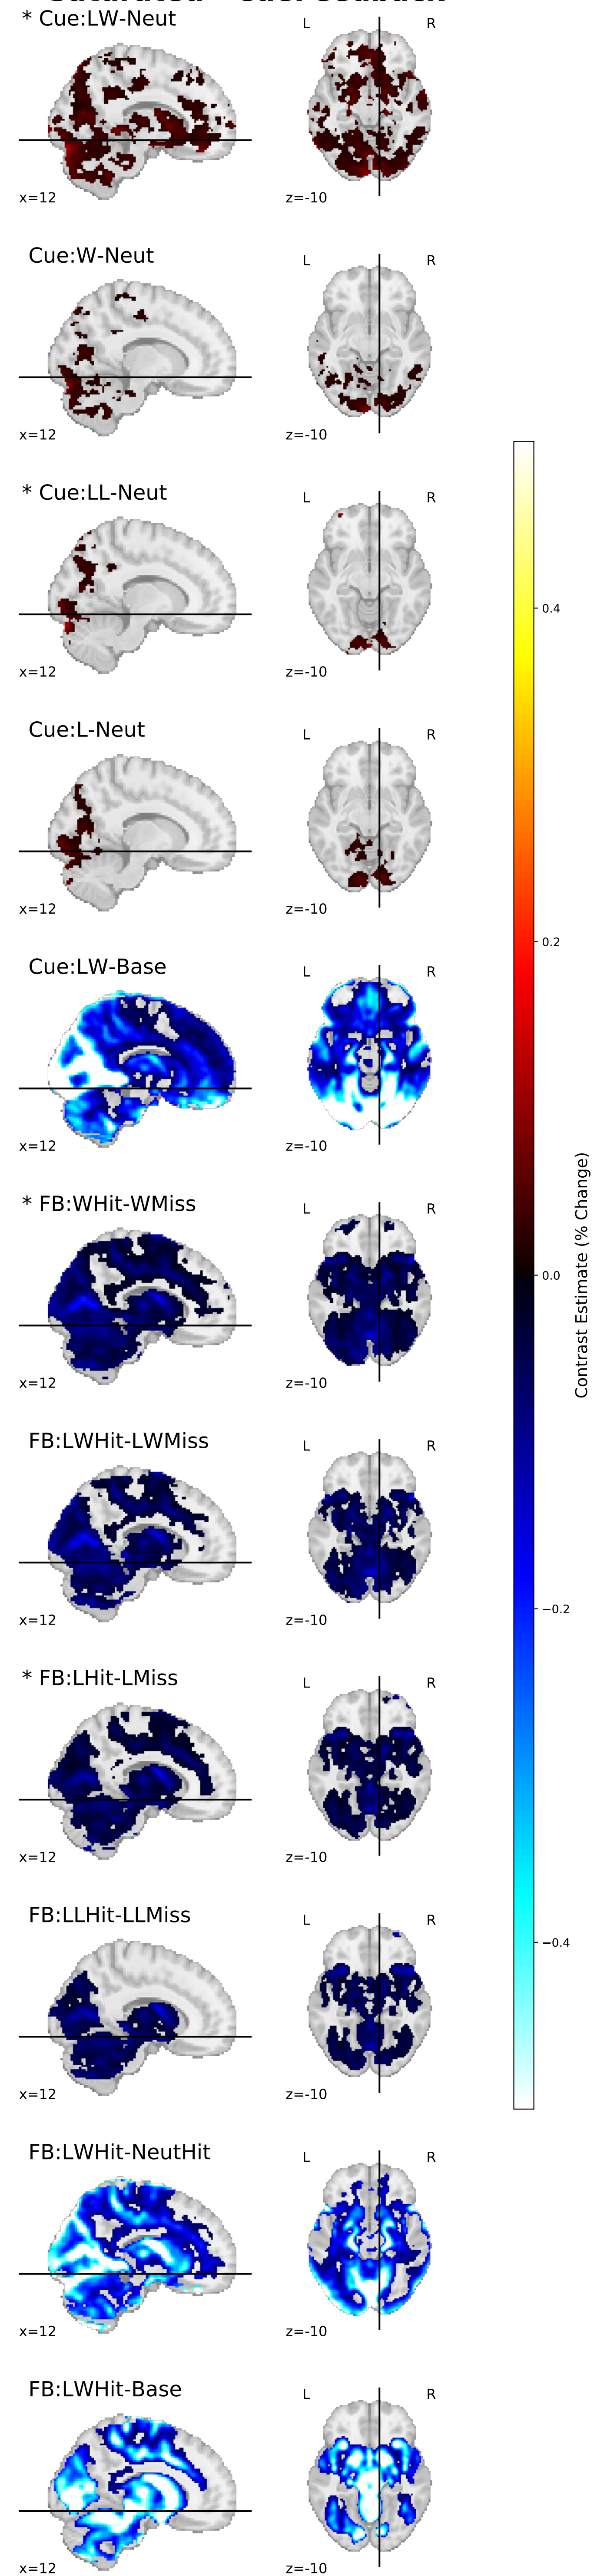 * Cue:LW-Neut
L R
x=12 z=-10
Cue:W-Neut
L R
x=12 z=-10
* Cue:LL-Neut
L R
x=12 z=-10
Cue:L-Neut
L R
x=12 z=-10
Cue:LW-Base
L R
x=12 z=-10
* FB:WHit-WMiss
L R
x=12 z=-10
FB:LWHit-LWMiss
L R
x=12 z=-10
* FB:LHit-LMiss
L R
x=12 z=-10
FB:LLHit-LLMiss
L R
x=12 z=-10
FB:LWHit-NeutHit
L R
x=12 z=-10
FB:LWHit-Base
L R
x=12 z=-10
0.4
0.2
0.0
−0.2
−0.4
Contrast Estimate (% Change)